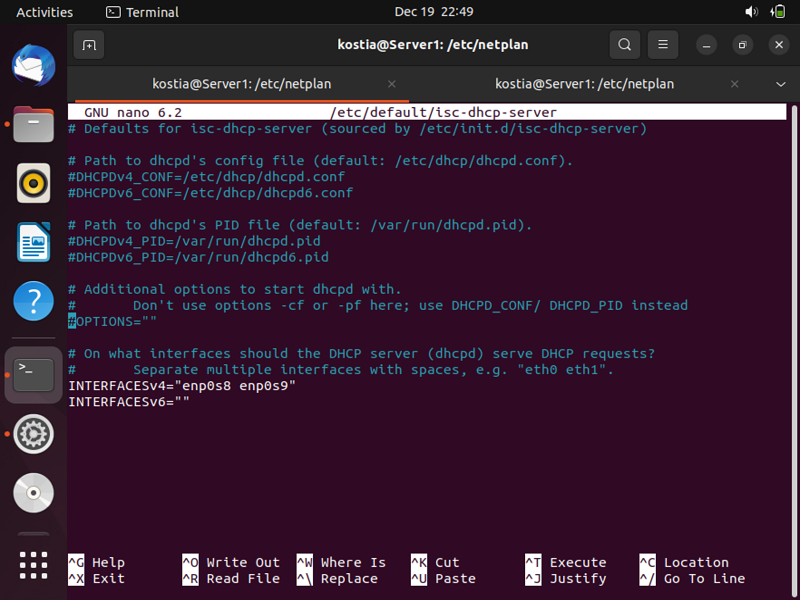 Activities Terminal Dec 19 22:49
kostia@Server1: /etc/netplan
kostia@Server1: /etc/netplan kostia@Server1: /etc/netplan
GNU nano 6.2 /etc/default/isc-dhcp-server
# Defaults for isc-dhcp-server (sourced by /etc/init.d/isc-dhcp-server)
# Path to dhcpd's config file (default: /etc/dhcp/dhcpd.conf).
#DHCPDv4_CONF=/etc/dhcp/dhcpd.conf
#DHCPDv6_CONF=/etc/dhcp/dhcpd6.conf
# Path to dhcpd's PID file (default: /var/run/dhcpd.pid).
#DHCPDv4_PID=/var/run/dhcpd.pid
#DHCPDv6_PID=/var/run/dhcpd6.pid
# Additional options to start dhcpd with.
# Don't use options -cf or -pf here; use DHCPD_CONF/ DHCPD_PID instead
#OPTIONS=""
# On what interfaces should the DHCP server (dhcpd) serve DHCP requests?
# Separate multiple interfaces with spaces, e.g. "eth0 eth1".
INTERFACESv4="enp0s8 enp0s9"
INTERFACESv6=""
^G Help ^O Write Out ^W Where Is ^K Cut ^T Execute ^C Location
^X Exit ^R Read File ^\ Replace ^U Paste ^J Justify ^/ Go To Line